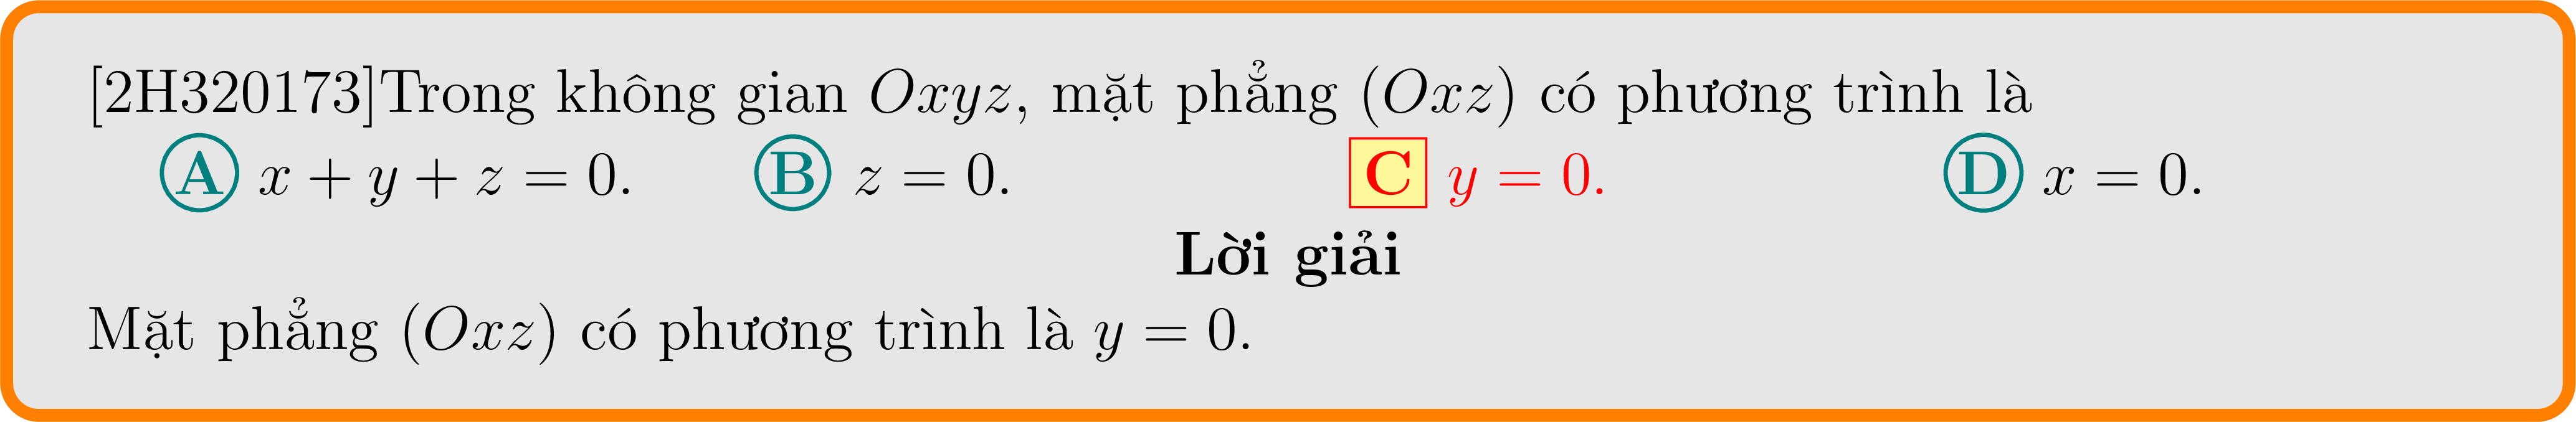 [2H320173]Trong không gian Oxyz, mặt phẳng (Oxz) có phương trình là
A x + y + z = 0. B z = 0. C y = 0. D x = 0.
Lời giải
Mặt phẳng (Oxz) có phương trình là y = 0.